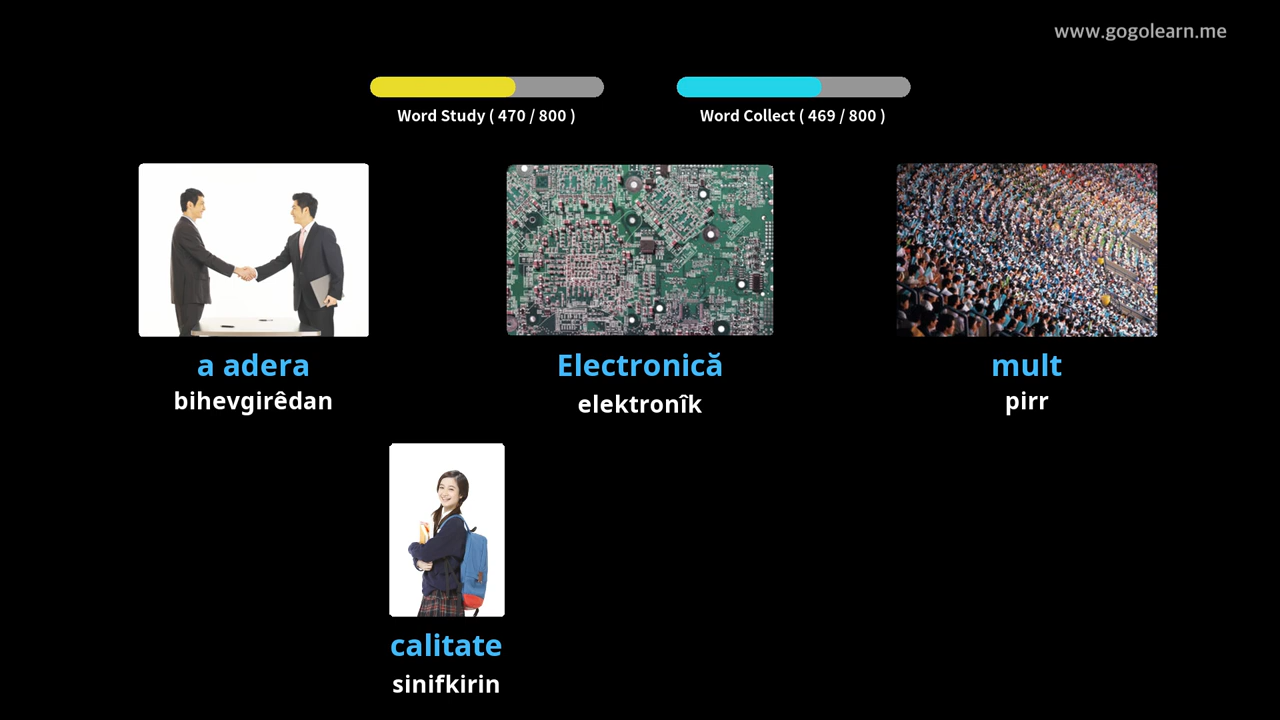 www.gogolearn.me
Word Study ( 470 / 800 )
Word Collect ( 469 / 800 )
a adera
bihevgirêdan
Electronică
elektronîk
mult
pirr
calitate
sinifkirin